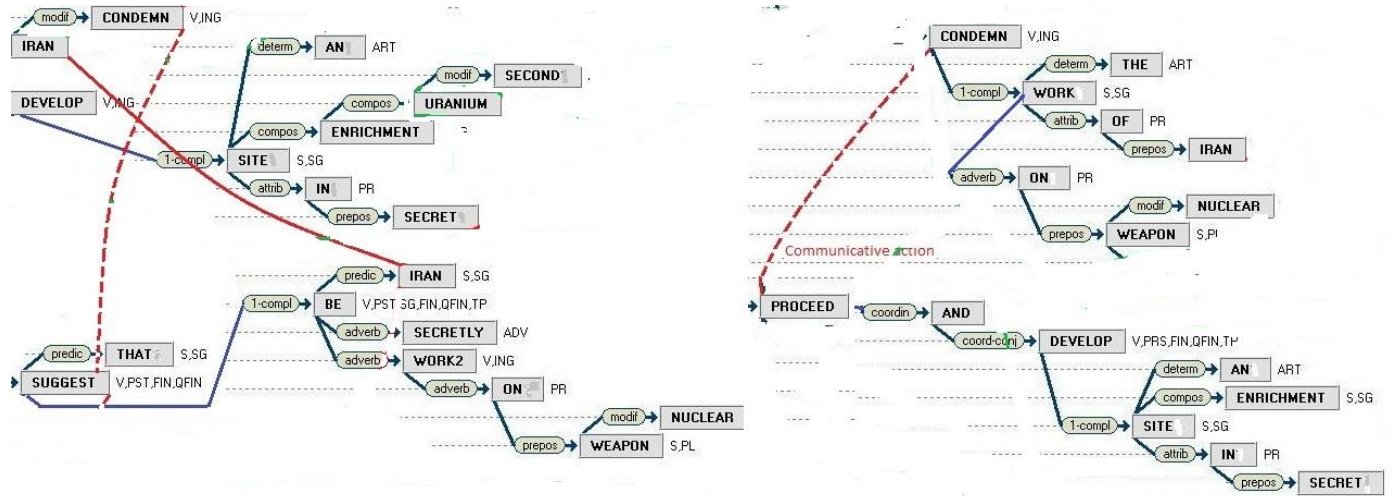 modif CONDEMN V,ING
IRAN
determ AN ART
modif SECOND
DEVELOP V,ING
compos URANIUM
compos ENRICHMENT
1-compl SITE S,SG
attrib IN PR
prepos SECRET
predic IRAN S,SG
1-compl BE V,PST SG,FIN,QFIN,TP
adverb SECRETLY ADV
predic THAT S,SG
adverb WORK2 V,ING
SUGGEST V,PST,FIN,QFIN
adverb ON PR
modif NUCLEAR
prepos WEAPON S,PL
CONDEMN V,ING
determ THE ART
1-compl WORK S,SG
attrib OF PR
prepos IRAN
adverb ON PR
modif NUCLEAR
prepos WEAPON S,Pl
Communicative action
PROCEED coordin AND
coord-conj DEVELOP V,PRS,FIN,QFIN,TP
determ AN ART
compos ENRICHMENT S,SG
1-compl SITE S,SG
attrib IN PR
prepos SECRET